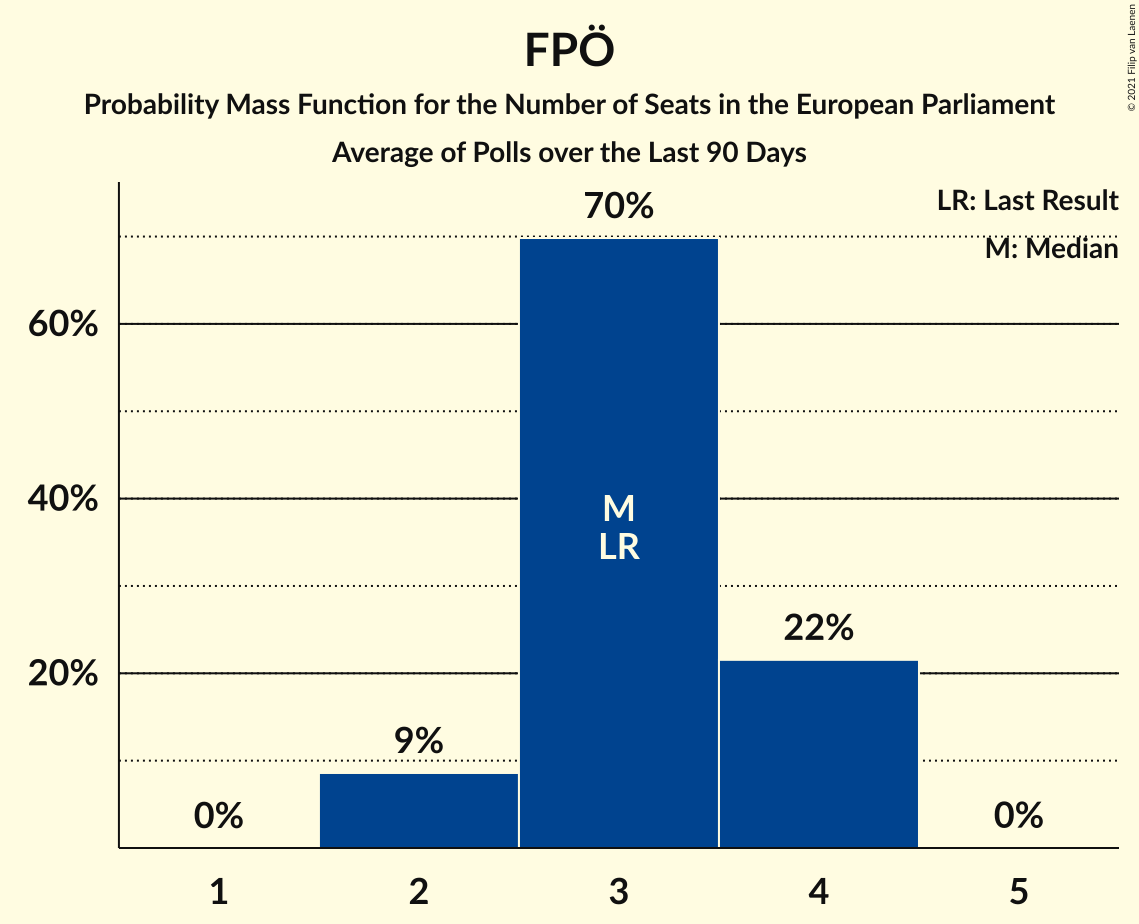 FPÖ
Probability Mass Function for the Number of Seats in the European Parliament
Average of Polls over the Last 90 Days
© 2021 Filip van Laenen
LR: Last Result
M: Median
70%
60%
40%
20%
M
LR
22%
9%
0%
0%
1 2 3 4 5